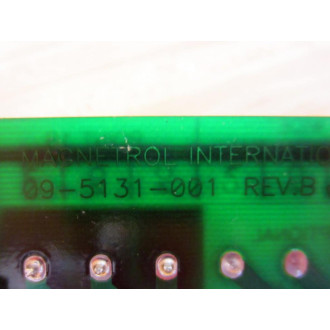 MAGNETROL INTERNATIO
09-5131-001 REV.B